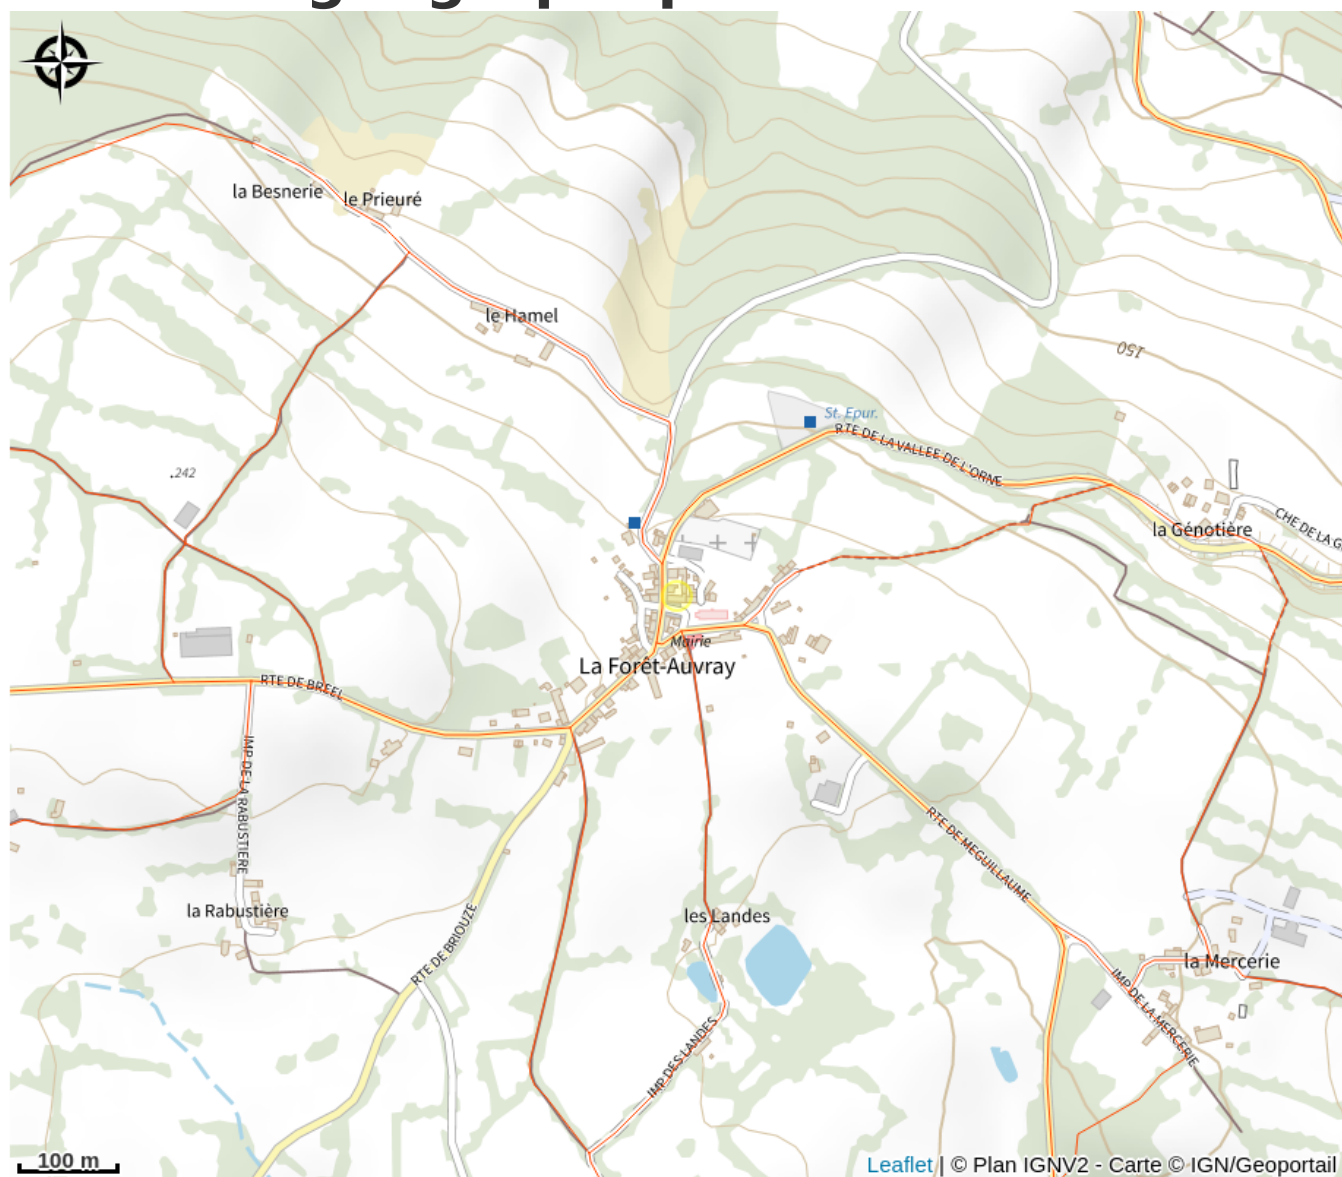 la Besnerie
le Prieuré
le Hamel
150
St. Epur.
RTE DE LA VALLEE DE L'ORNE
.242
la Génotière
CHE DE LA G
Mairie
La Forêt-Auvray
RTE DE BREEL
IMP DE LA RABUSTIERE
RTE DE MEGUILLAUME
la Rabustière
les Landes
RTE DE BRIOUZE
la Mercerie
IMP DE LA MERCERIE
IMP DES LANDES
100 m
Leaflet | © Plan IGNV2 - Carte © IGN/Geoportail